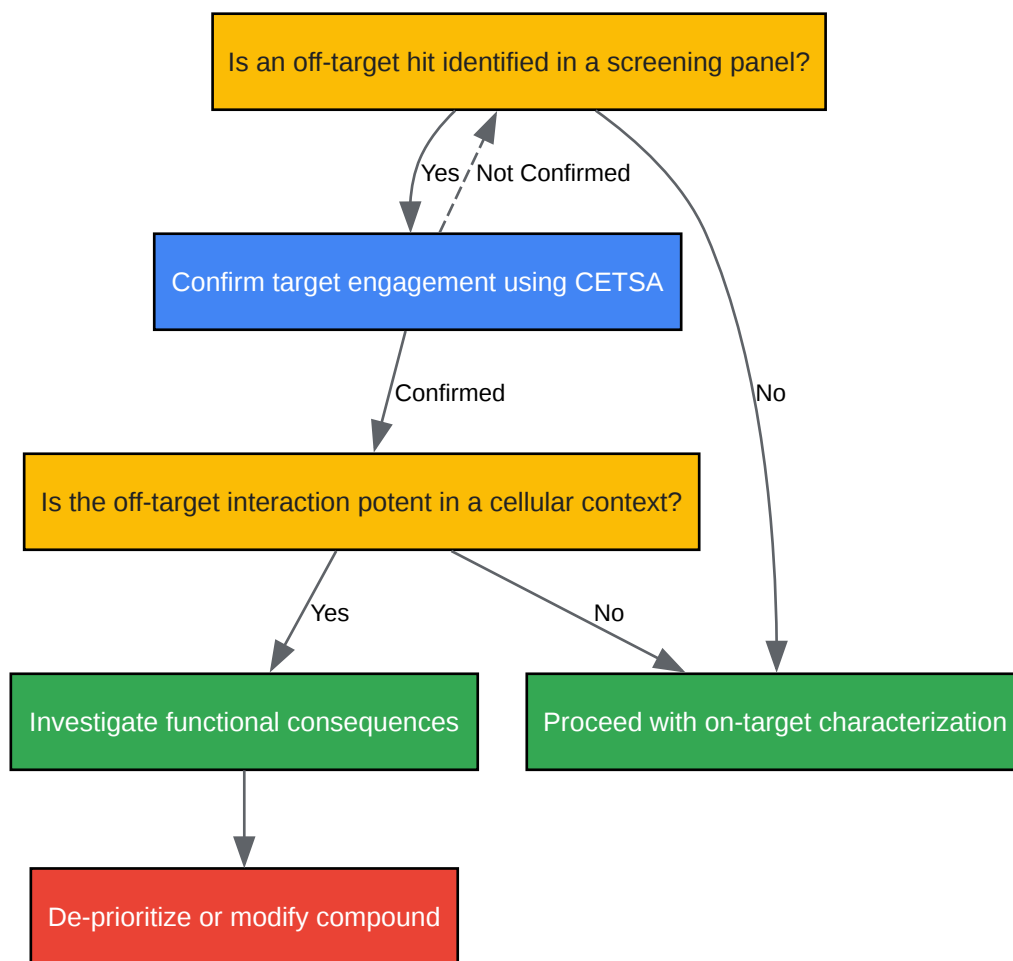 Is an off-target hit identified in a screening panel?
Yes
Not Confirmed
Confirm target engagement using CETSA
Confirmed
No
Is the off-target interaction potent in a cellular context?
Yes
No
Investigate functional consequences
Proceed with on-target characterization
De-prioritize or modify compound